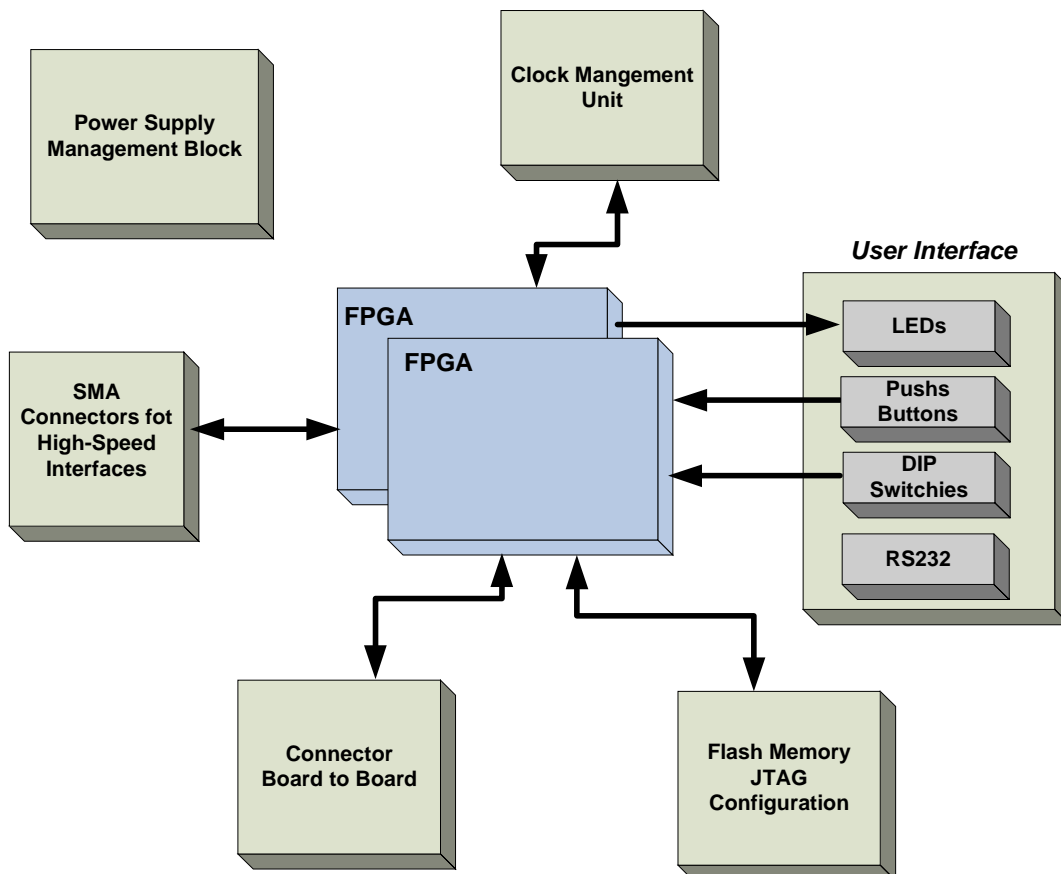 Clock Mangement
Unit
Power Supply
Management Block
User Interface
FPGA
FPGA
LEDs
Pushs
Buttons
DIP
Switchies
RS232
SMA
Connectors fot
High-Speed
Interfaces
Connector
Board to Board
Flash Memory
JTAG
Configuration